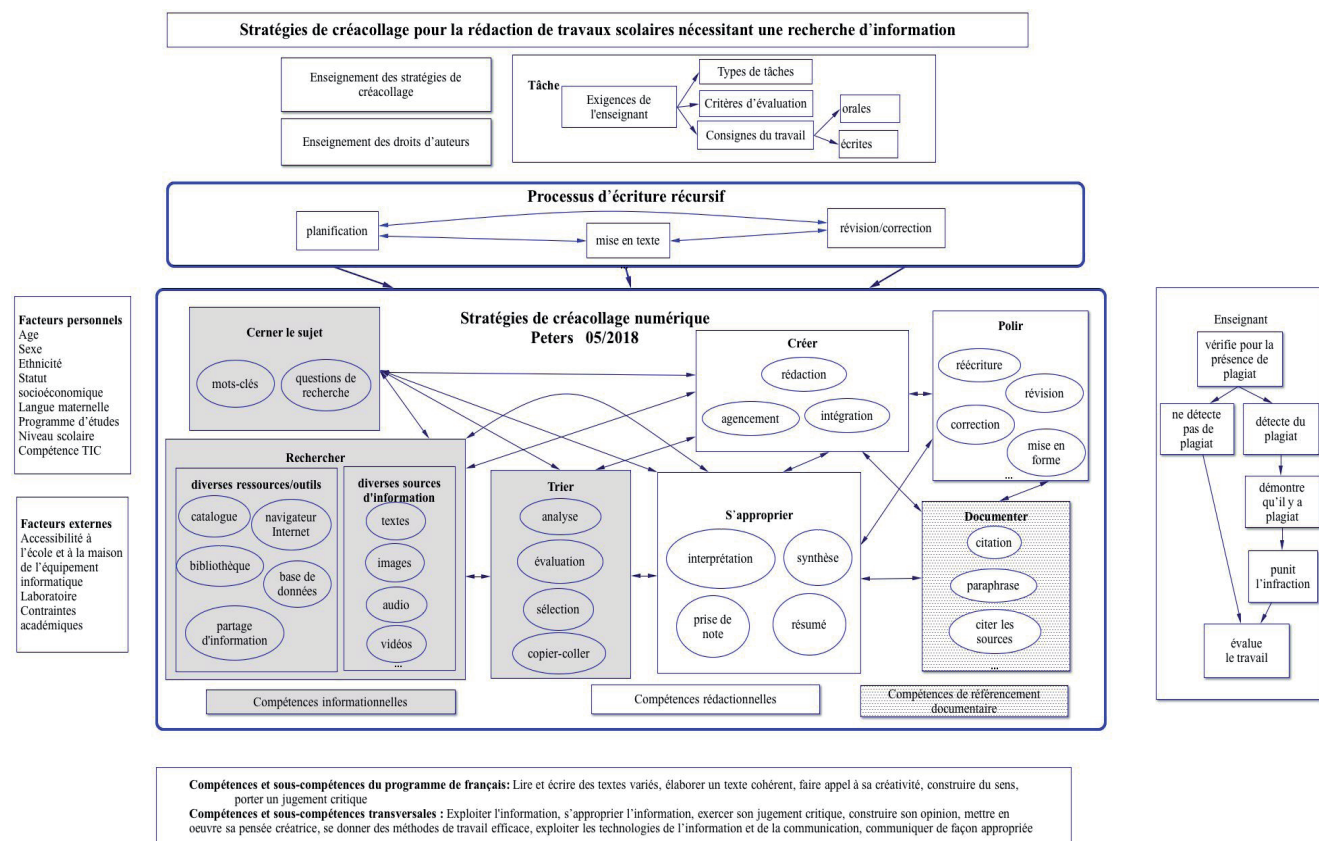 Stratégies de créacollage pour la rédaction de travaux scolaires nécessitant une recherche d'information
Enseignement des stratégies de
créacollage
Enseignement des droits d'auteurs
Tâche
Exigences de
l'enseignant
Types de tâches
Critères d'évaluation
Consignes du travail
orales
écrites
Processus d'écriture récursif
planification
mise en texte
révision/correction
Facteurs personnels
Age
Sexe
Ethnicité
Statut
socioéconomique
Langue maternelle
Programme d'études
Niveau scolaire
Compétence TIC
Facteurs externes
Accessibilité à
l'école et à la maison
de l'équipement
informatique
Laboratoire
Contraintes
académiques
Stratégies de créacollage numérique
Peters 05/2018
Cerner le sujet
mots-clés
questions de
recherche
Rechercher
diverses ressources/outils
catalogue
navigateur
Internet
bibliothèque
base de
données
partage
d'information
diverses sources
d'information
textes
images
audio
vidéos
...
Trier
analyse
évaluation
sélection
copier-coller
Créer
rédaction
agencement
intégration
S'approprier
interprétation
synthèse
prise de
note
résumé
Polir
réécriture
révision
correction
mise en
forme
...
Documenter
citation
paraphrase
citer les
sources
...
Compétences informationnelles
Compétences rédactionnelles
Compétences de référencement
documentaire
Enseignant
vérifie pour la
présence de
plagiat
ne détecte
pas de
plagiat
détecte du
plagiat
démontre
qu'il y a
plagiat
punit
l'infraction
évalue
le travail
Compétences et sous-compétences du programme de français: Lire et écrire des textes variés, élaborer un texte cohérent, faire appel à sa créativité, construire du sens,
porter un jugement critique
Compétences et sous-compétences transversales : Exploiter l'information, s'approprier l'information, exercer son jugement critique, construire son opinion, mettre en
oeuvre sa pensée créatrice, se donner des méthodes de travail efficace, exploiter les technologies de l'information et de la communication, communiquer de façon appropriée